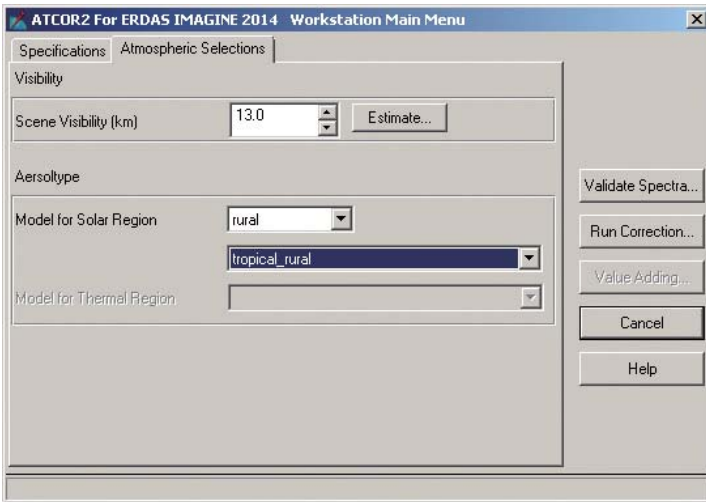 ATCOR2 For ERDAS IMAGINE 2014 Workstation Main Menu
Specifications
Atmospheric Selections
Visibility
Scene Visibility (km)
13.0
Estimate...
Aersoltype
Model for Solar Region
rural
tropical_rural
Model for Thermal Region
Validate Spectra...
Run Correction...
Value Adding...
Cancel
Help